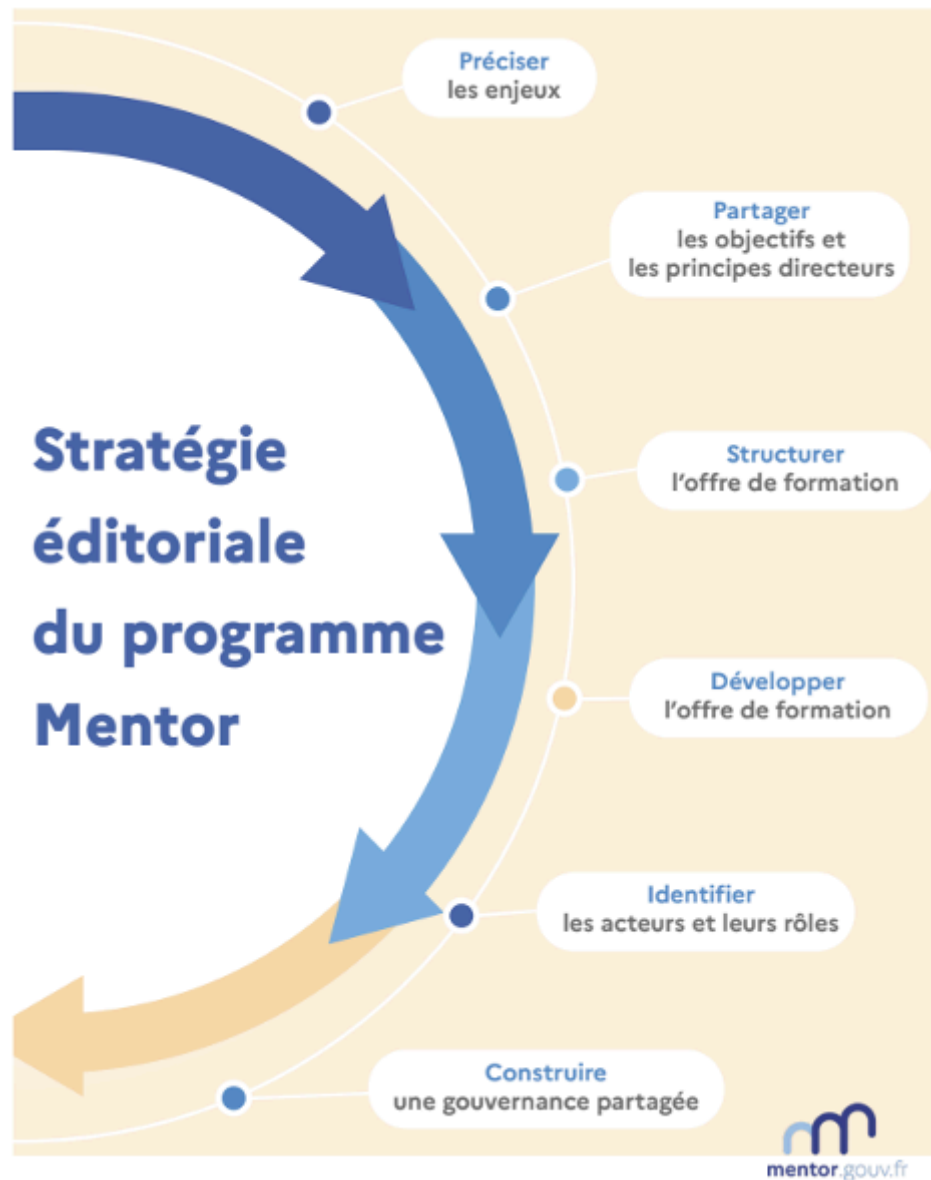 Préciser
les enjeux
Partager
les objectifs et
les principes directeurs
Structurer
l'offre de formation
Stratégie
éditoriale
du programme
Mentor
Développer
l'offre de formation
Identifier
les acteurs et leurs rôles
Construire
une gouvernance partagée
mentor.gouv.fr